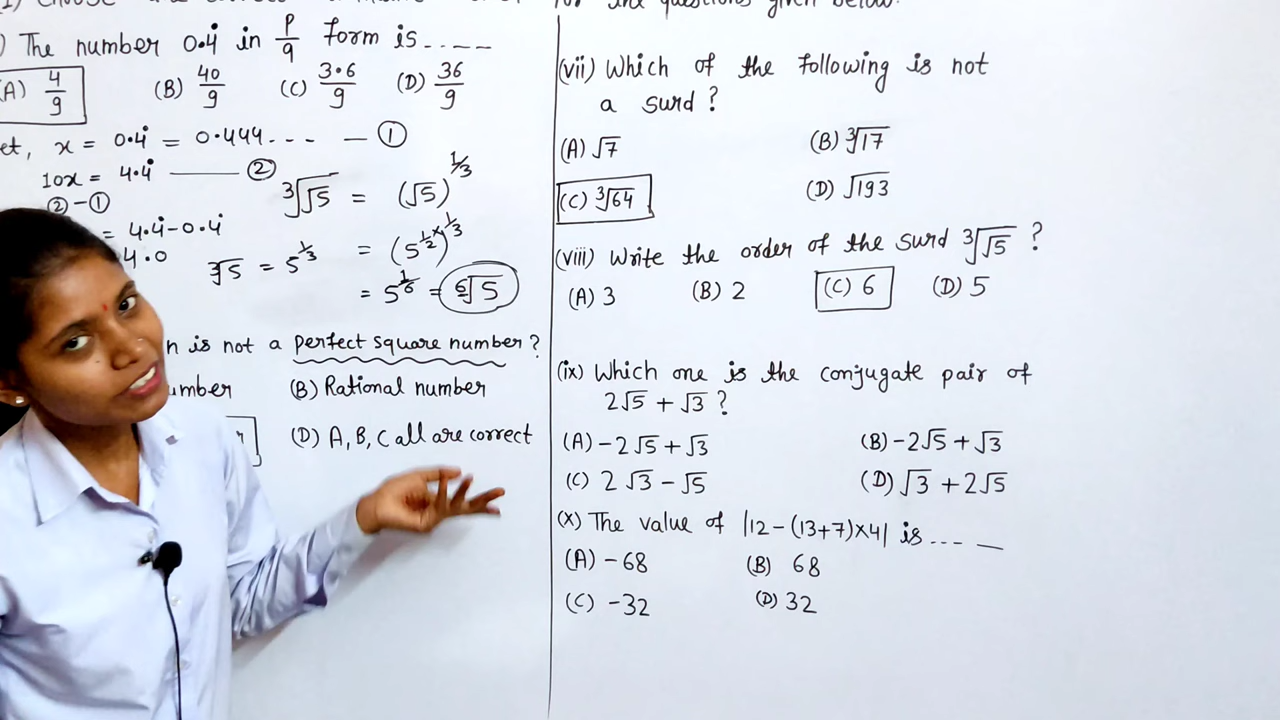 The number 0.4̇ in p/q form is ....
(A) 4/9 (B) 40/9 (C) 3.6/9 (D) 36/9
et, x = 0.4̇ = 0.444... — ①
10x = 4.4̇ — ②
② - ①
= 4.4̇ - 0.4̇
4.0
∛√5 = (√5)^1/3
∛5 = 5^1/3 = (5^1/2)^×1/3
= 5^1/6 = ⁶√5
n is not a perfect square number?
umber (B) Rational number
(D) A, B, C all are correct
(vii) Which of the following is not
a surd?
(A) √7 (B) ∛17
(C) ∛64 (D) √193
(viii) Write the order of the surd ∛√5 ?
(A) 3 (B) 2 (C) 6 (D) 5
(ix) Which one is the conjugate pair of
2√5 + √3 ?
(A) -2√5 + √3 (B) -2√5 + √3
(C) 2√3 - √5 (D) √3 + 2√5
(x) The value of |12 - (13+7)×4| is ....
(A) -68 (B) 68
(C) -32 (D) 32